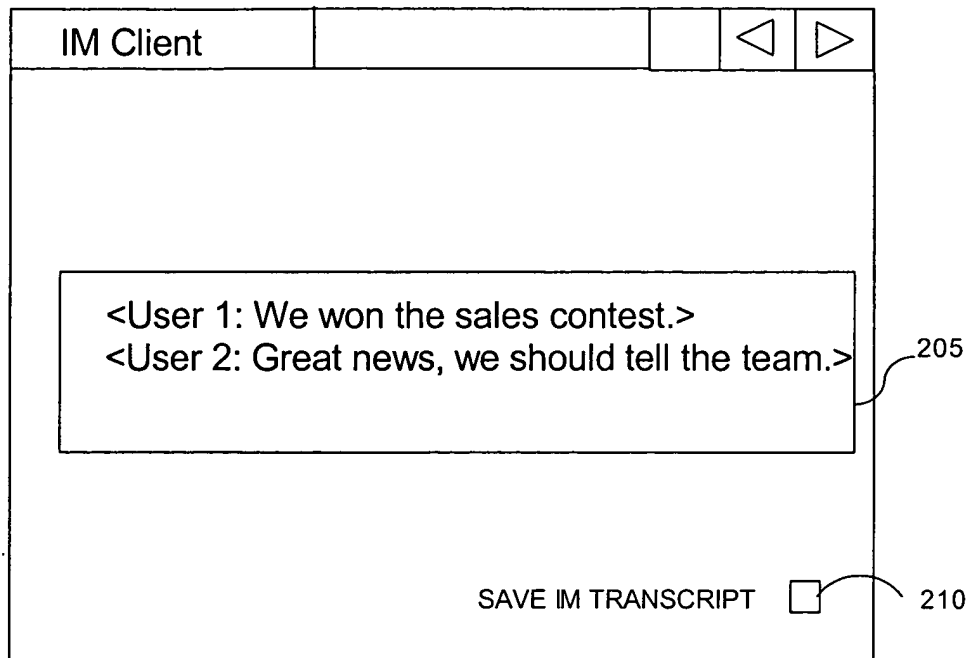 IM Client
<User 1: We won the sales contest.>
<User 2: Great news, we should tell the team.>
205
SAVE IM TRANSCRIPT
210